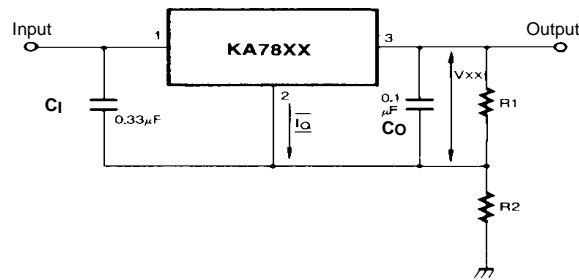 Input
Output
1
KA78XX
3
2
IQ
CI
0.33μF
0.1
μF
CO
VXX
R1
R2